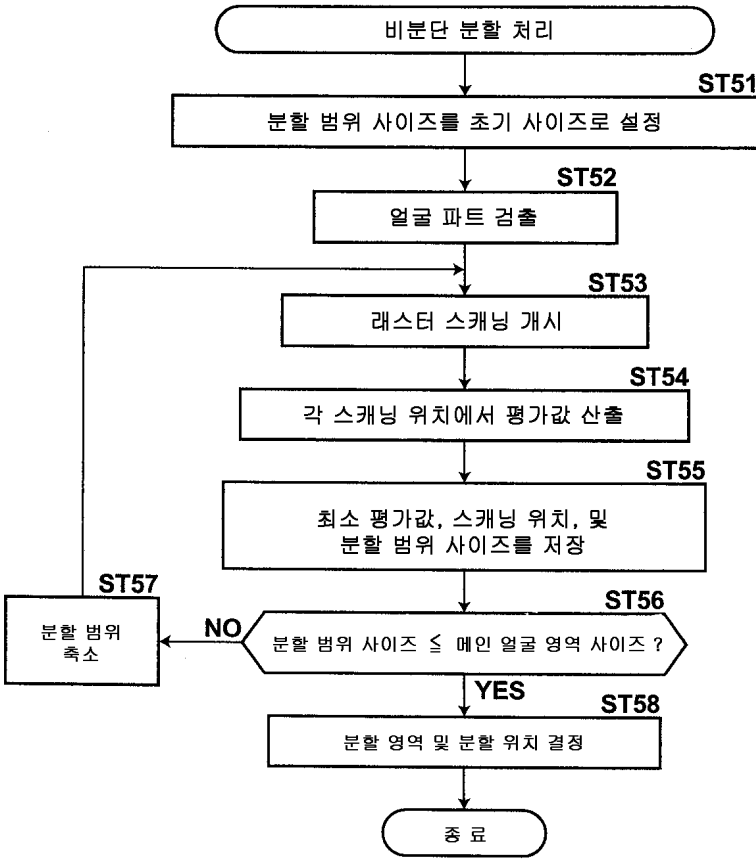 비분단 분할 처리
ST51
분할 범위 사이즈를 초기 사이즈로 설정
ST52
얼굴 파트 검출
ST53
래스터 스캐닝 개시
ST54
각 스캐닝 위치에서 평가값 산출
ST55
최소 평가값, 스캐닝 위치, 및
분할 범위 사이즈를 저장
ST56
분할 범위 사이즈 ≦ 메인 얼굴 영역 사이즈 ?
NO
ST57
분할 범위
축소
YES
ST58
분할 영역 및 분할 위치 결정
종 료